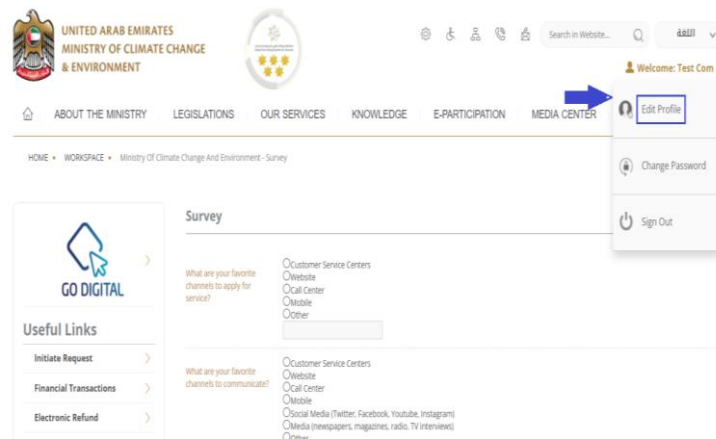 UNITED ARAB EMIRATES
MINISTRY OF CLIMATE CHANGE
& ENVIRONMENT
Search in Website...
اللغة
Welcome: Test Com
ABOUT THE MINISTRY LEGISLATIONS OUR SERVICES KNOWLEDGE E-PARTICIPATION MEDIA CENTER
Edit Profile
Change Password
Sign Out
HOME • WORKSPACE • Ministry Of Climate Change And Environment - Survey
GO DIGITAL
Useful Links
Initiate Request
Financial Transactions
Electronic Refund
Survey
What are your favorite
channels to apply for
service?
Customer Service Centers
Website
Call Center
Mobile
Other
What are your favorite
channels to communicate?
Customer Service Centers
Website
Call Center
Mobile
Social Media (Twitter, Facebook, Youtube, Instagram)
Media (newspapers, magazines, radio, TV interviews)
Other